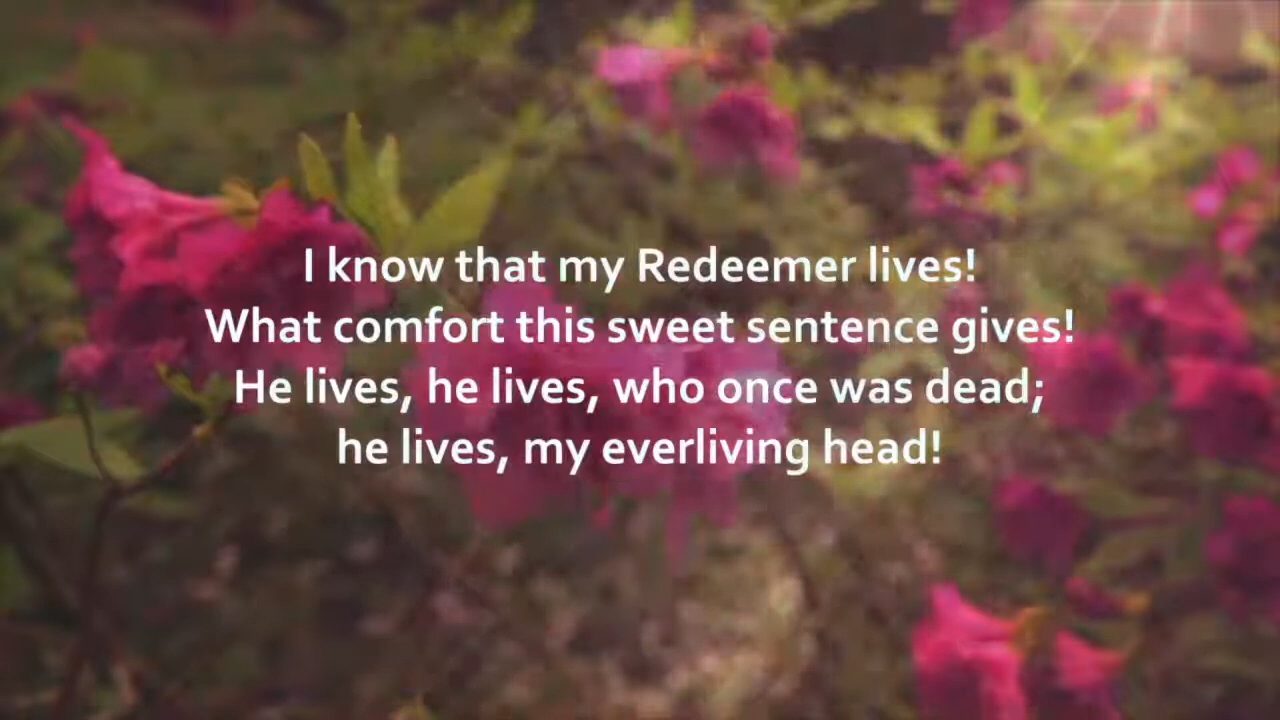 I know that my Redeemer lives!
What comfort this sweet sentence gives!
He lives, he lives, who once was dead;
he lives, my everliving head!